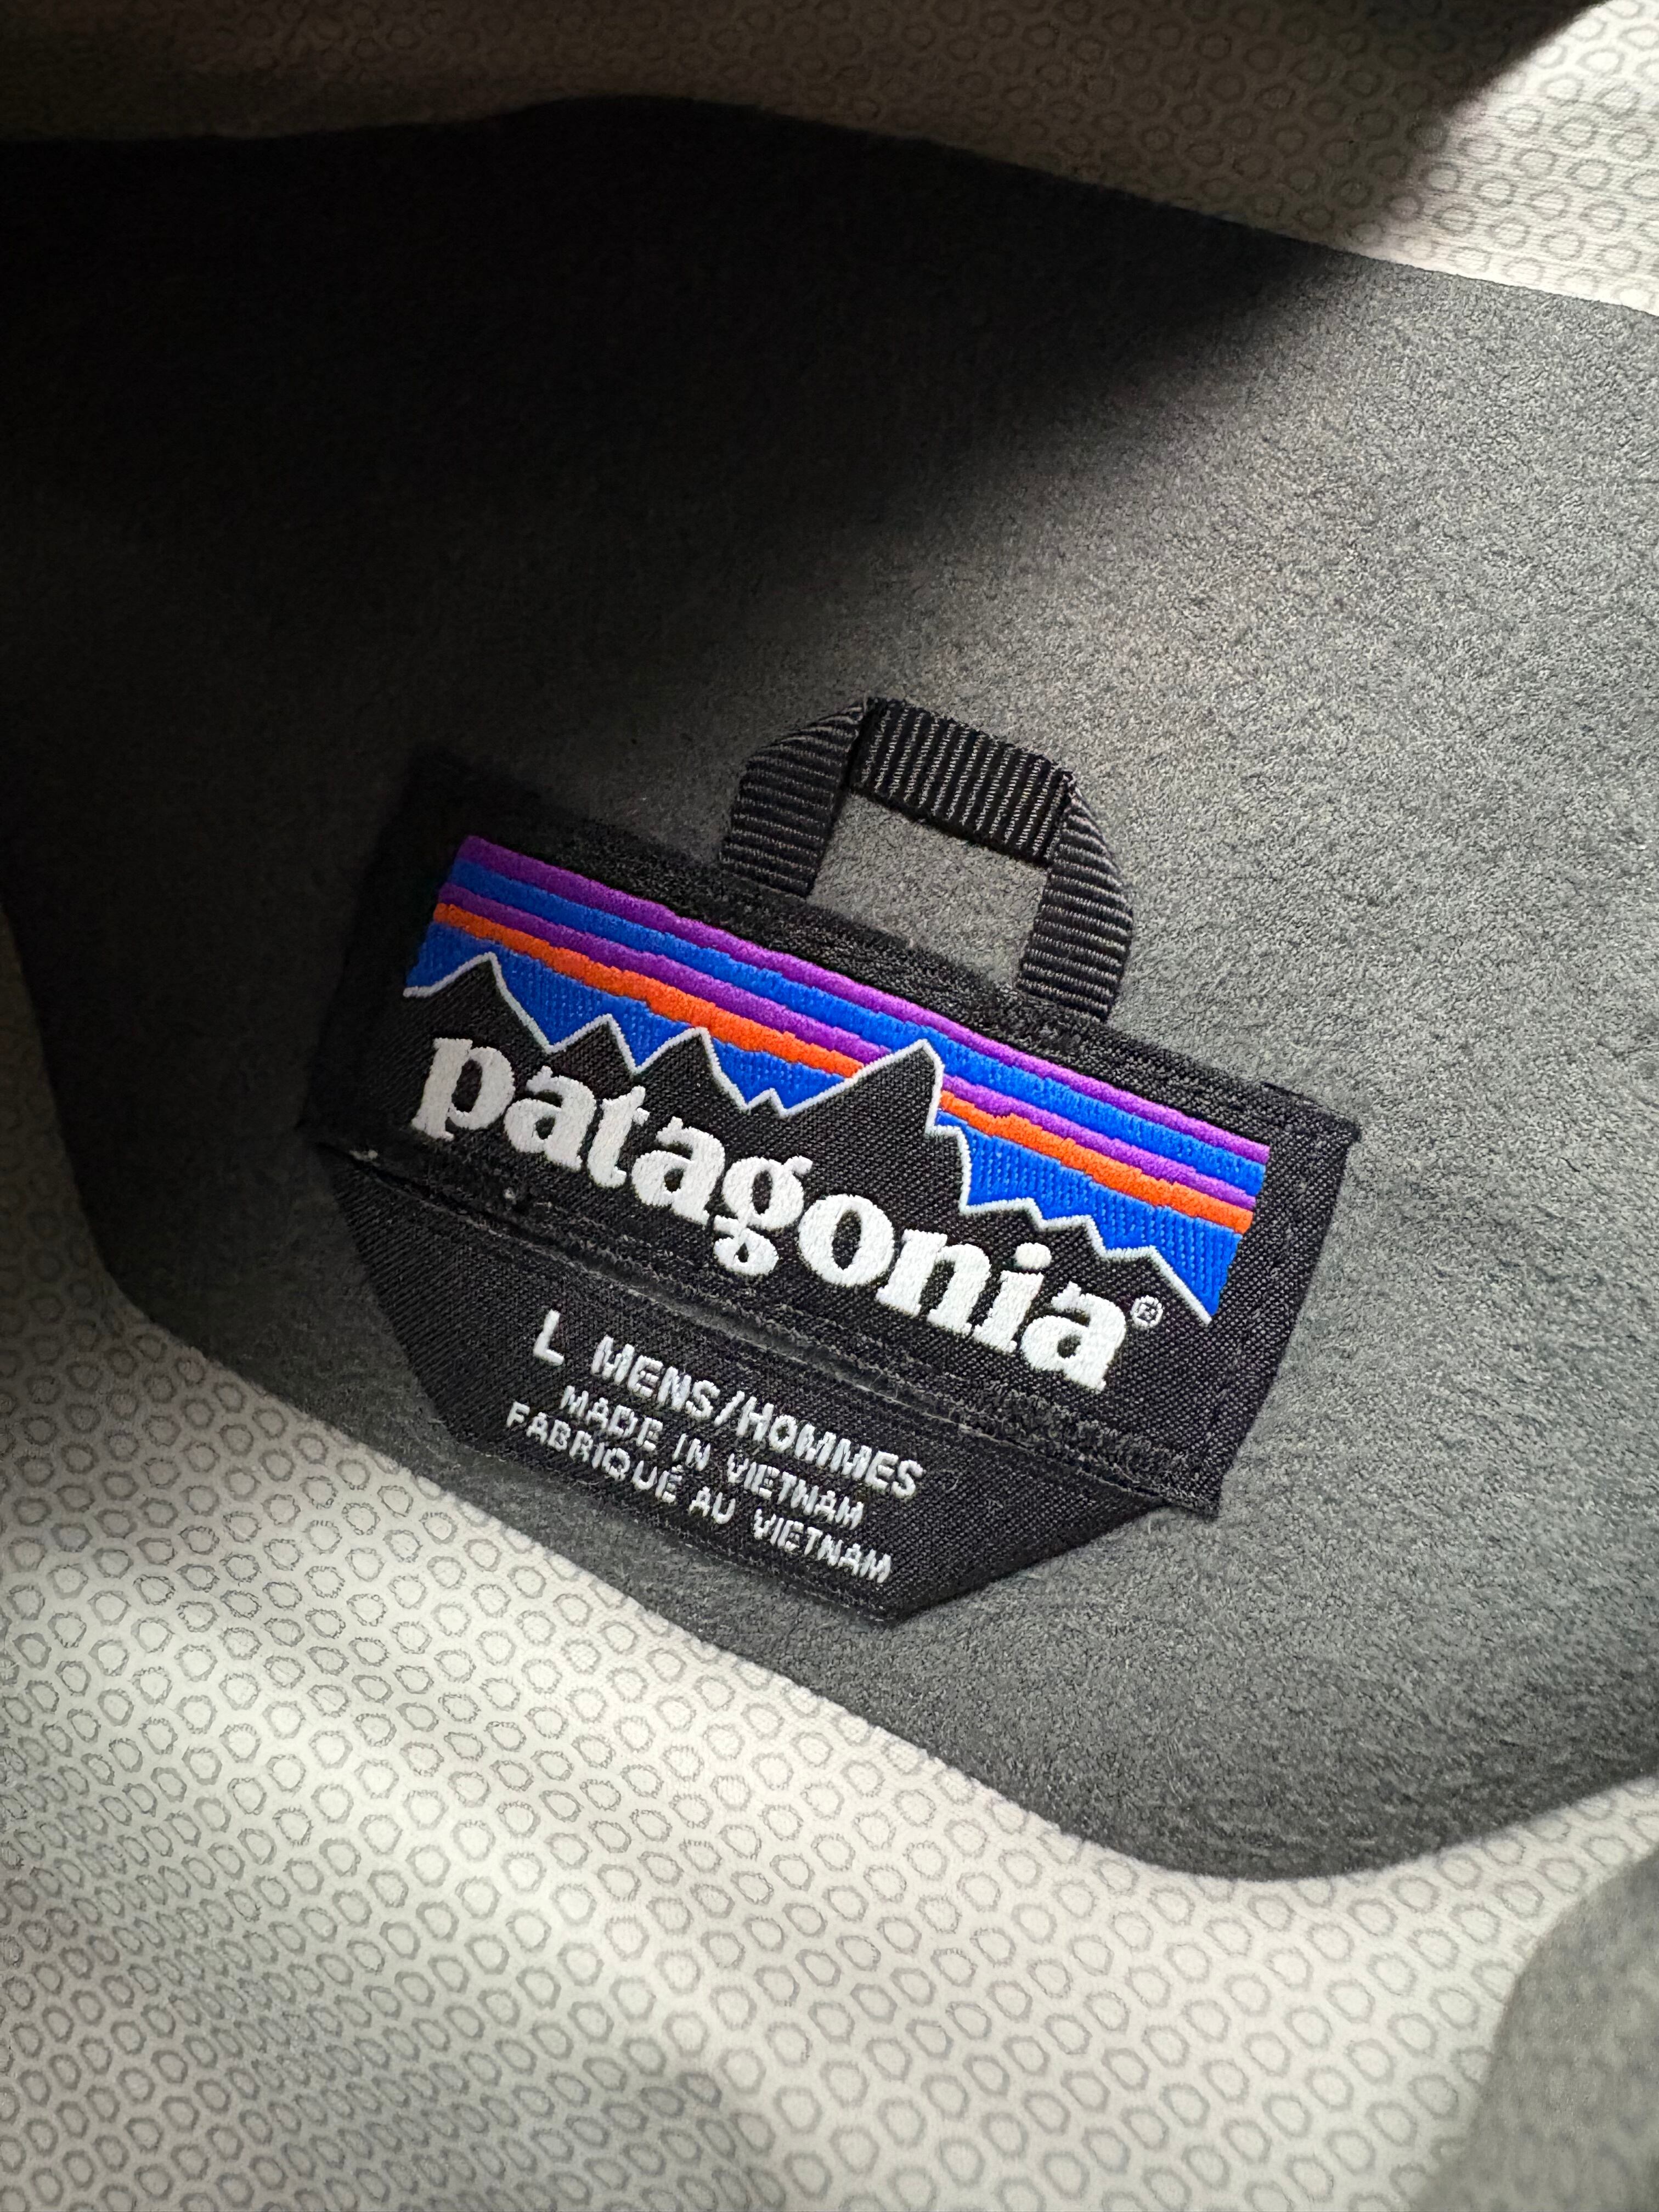 patagonia®
L MENS/HOMMES
MADE IN VIETNAM
FABRIQUÉ AU VIETNAM